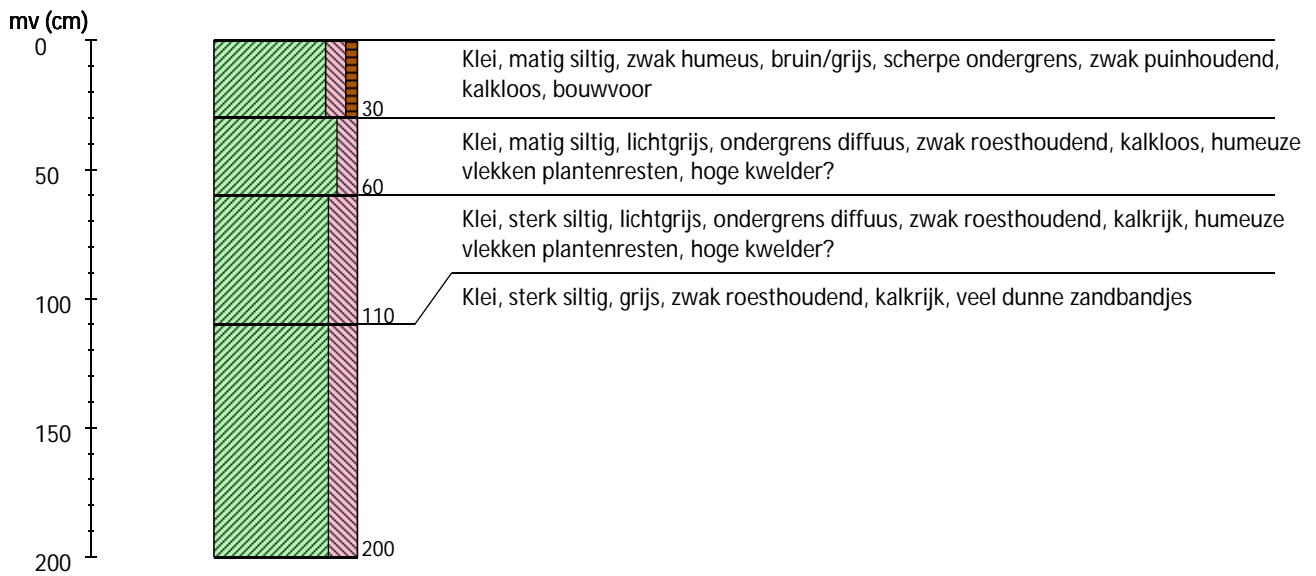 mv (cm)
0
Klei, matig siltig, zwak humeus, bruin/grijs, scherpe ondergrens, zwak puinhoudend,
kalkloos, bouwvoor
30
Klei, matig siltig, lichtgrijs, ondergrens diffuus, zwak roesthoudend, kalkloos, humeuze
vlekken plantenresten, hoge kwelder?
50
60
Klei, sterk siltig, lichtgrijs, ondergrens diffuus, zwak roesthoudend, kalkrijk, humeuze
vlekken plantenresten, hoge kwelder?
Klei, sterk siltig, grijs, zwak roesthoudend, kalkrijk, veel dunne zandbandjes
100
110
150
200
200